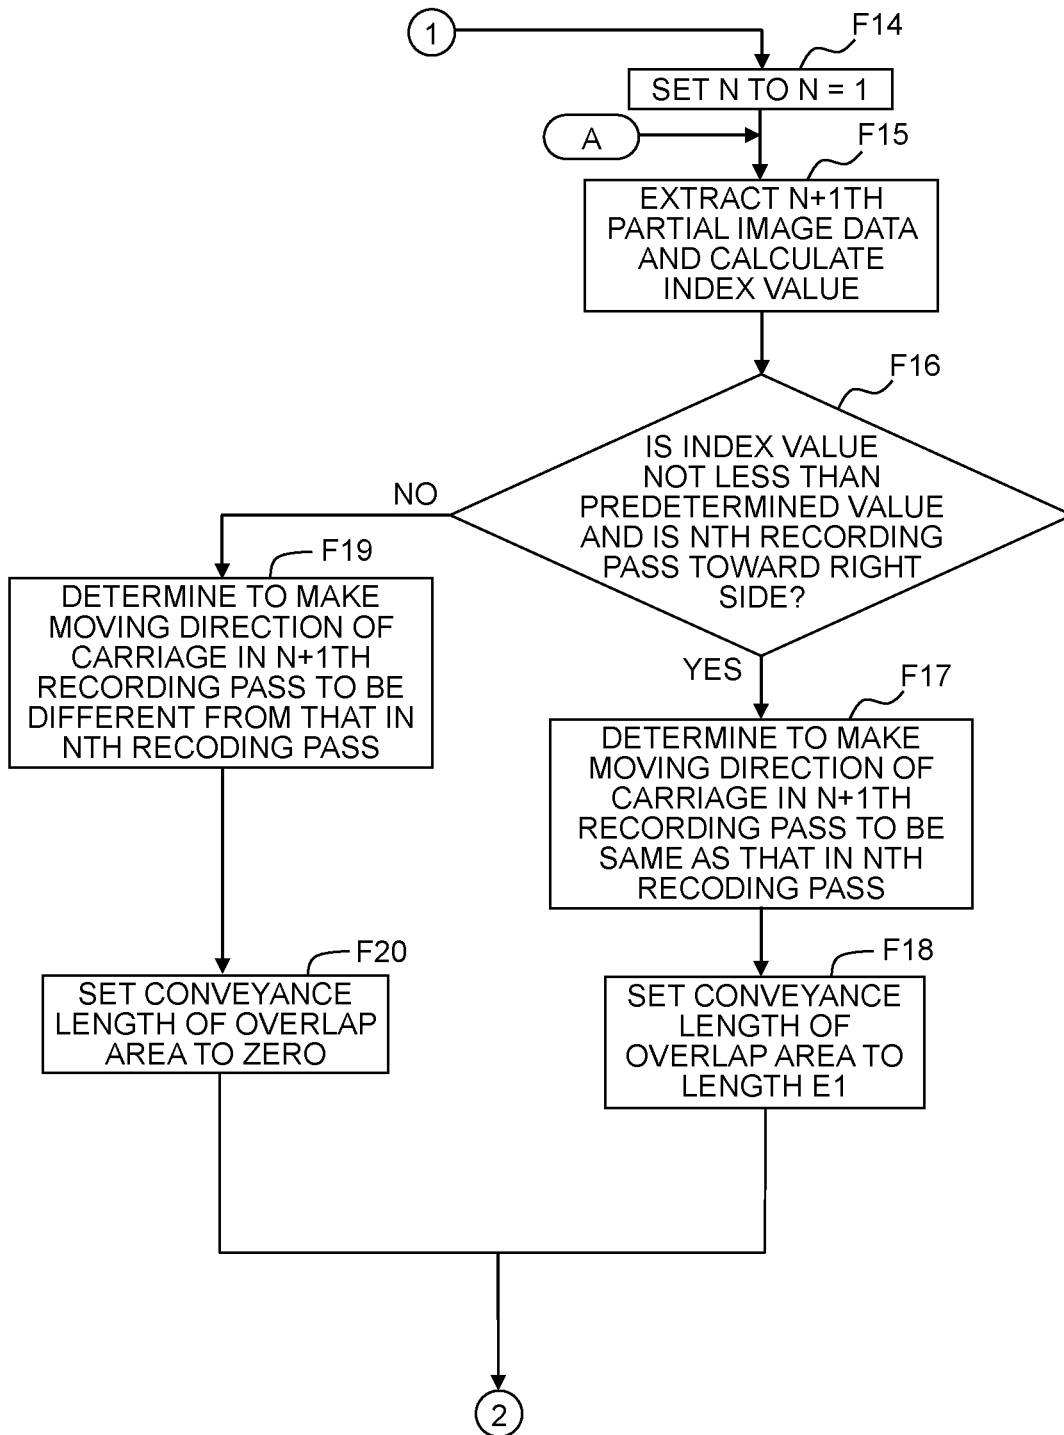 1
F14
SET N TO N = 1
A
F15
EXTRACT N+1TH
PARTIAL IMAGE DATA
AND CALCULATE
INDEX VALUE
F16
IS INDEX VALUE
NOT LESS THAN
PREDETERMINED VALUE
AND IS NTH RECORDING
PASS TOWARD RIGHT
SIDE?
NO
F19
DETERMINE TO MAKE
MOVING DIRECTION OF
CARRIAGE IN N+1TH
RECORDING PASS TO BE
DIFFERENT FROM THAT IN
NTH RECODING PASS
YES
F17
DETERMINE TO MAKE
MOVING DIRECTION OF
CARRIAGE IN N+1TH
RECORDING PASS TO BE
SAME AS THAT IN NTH
RECODING PASS
F20
SET CONVEYANCE
LENGTH OF OVERLAP
AREA TO ZERO
F18
SET CONVEYANCE
LENGTH OF
OVERLAP AREA TO
LENGTH E1
2